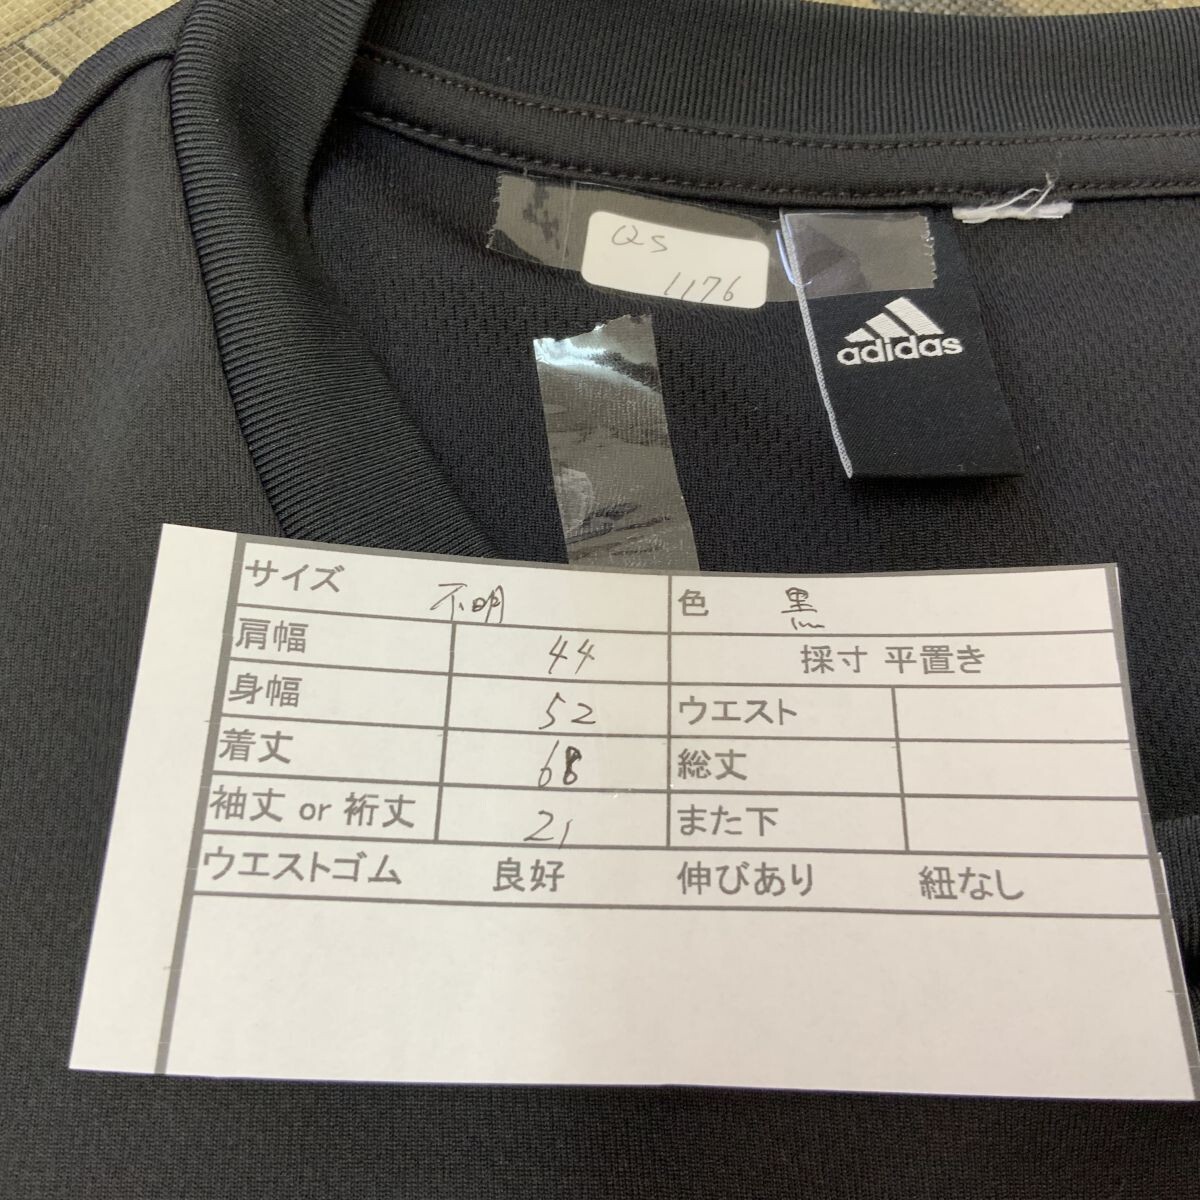 QS
1176
adidas
サイズ 不明 色 黒
肩幅 44 採寸 平置き
身幅 52 ウエスト
着丈 68 総丈
袖丈 or 裄丈 21 また下
ウエストゴム 良好 伸びあり 紐なし